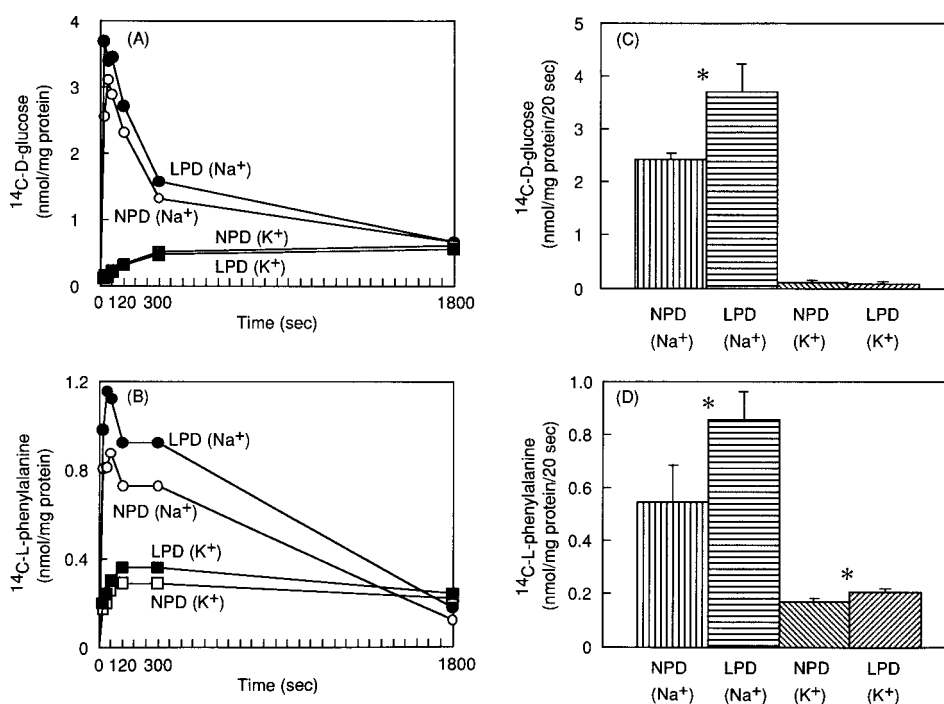 (A)
¹⁴C-D-glucose
(nmol/mg protein)
4
3
2
1
0
LPD (Na⁺)
NPD (Na⁺)
NPD (K⁺)
LPD (K⁺)
0 120 300 1800
Time (sec)
(C)
¹⁴C-D-glucose
(nmol/mg protein/20 sec)
5
4
3
2
1
0
*
NPD LPD NPD LPD
(Na⁺) (Na⁺) (K⁺) (K⁺)
(B)
¹⁴C-L-phenylalanine
(nmol/mg protein)
1.2
0.8
0.4
0
LPD (Na⁺)
NPD (Na⁺)
LPD (K⁺)
NPD (K⁺)
0 120 300 1800
Time (sec)
(D)
¹⁴C-L-phenylalanine
(nmol/mg protein/20 sec)
1.0
0.8
0.6
0.4
0.2
0
*
*
NPD LPD NPD LPD
(Na⁺) (Na⁺) (K⁺) (K⁺)